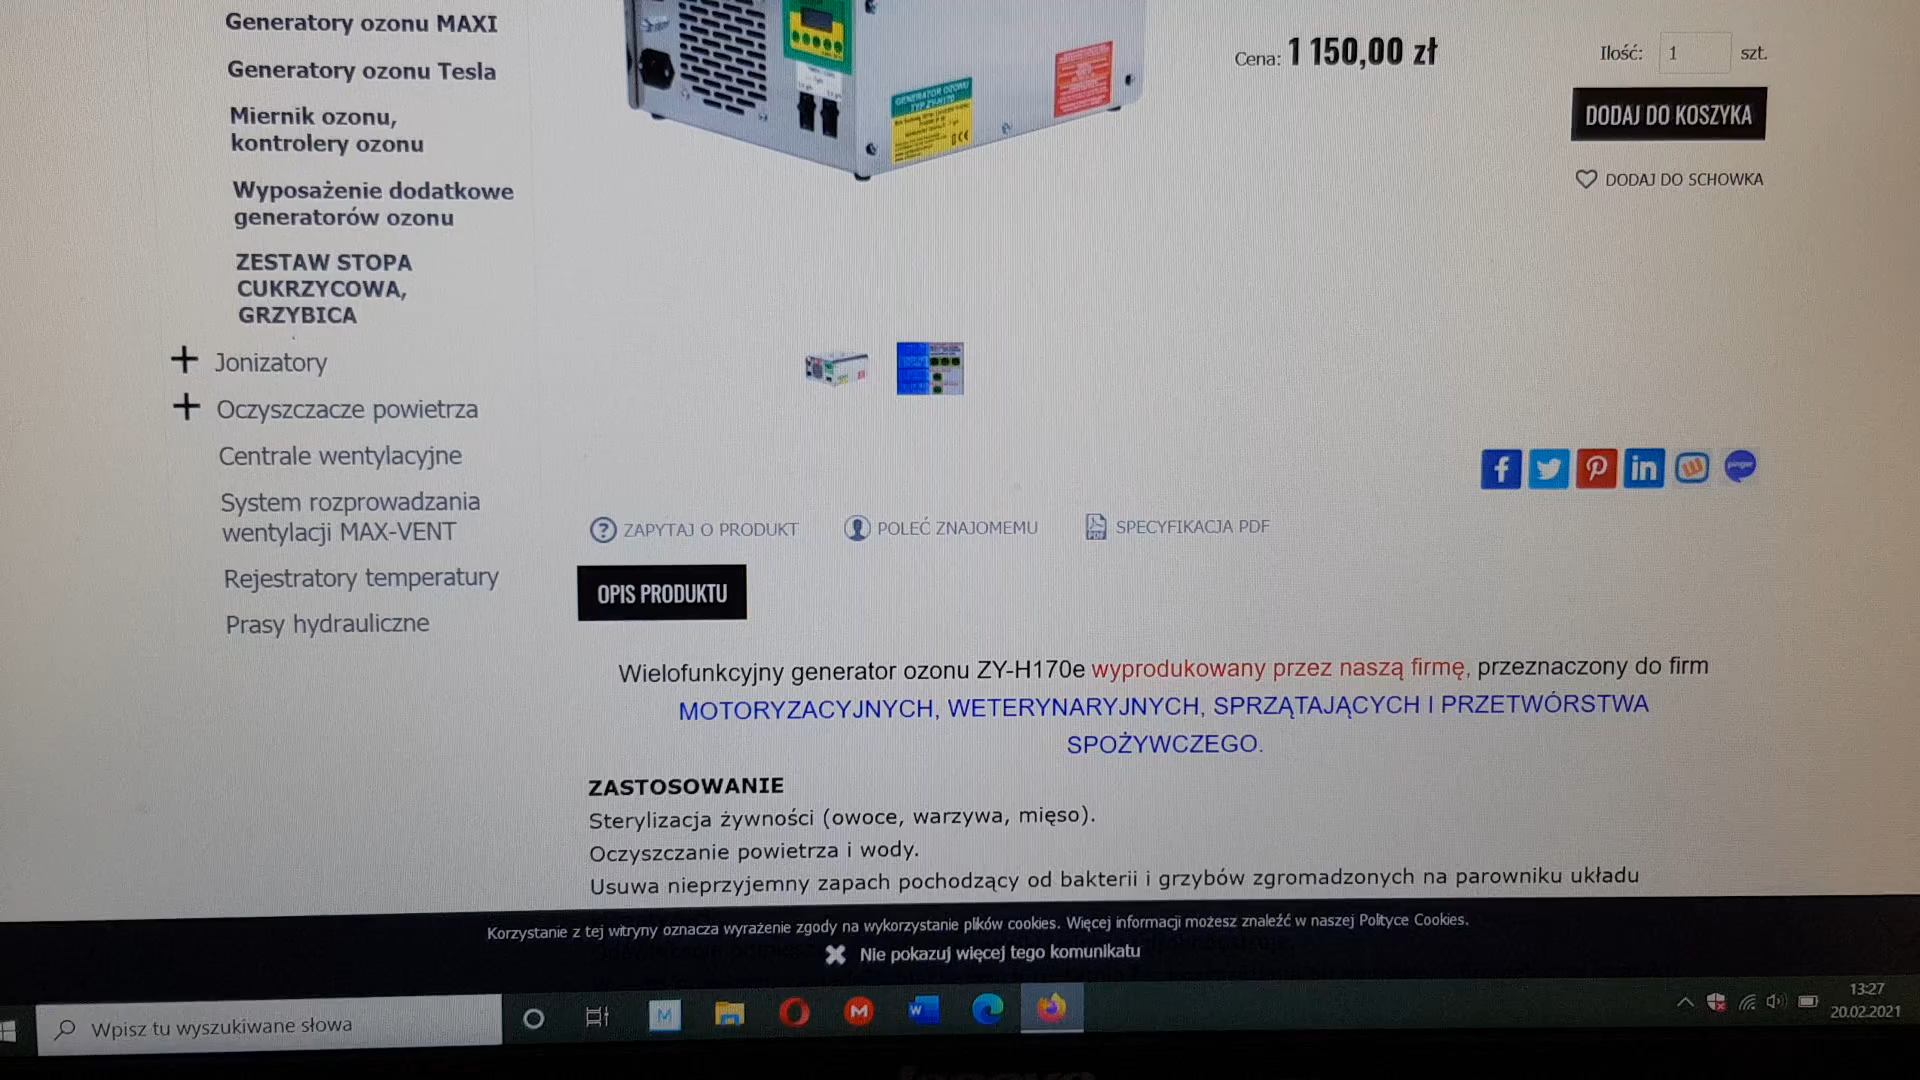 Generatory ozonu MAXI
Generatory ozonu Tesla
Miernik ozonu,
kontrolery ozonu
Wyposażenie dodatkowe
generatorów ozonu
ZESTAW STOPA
CUKRZYCOWA,
GRZYBICA
Jonizatory
Oczyszczacze powietrza
Centrale wentylacyjne
System rozprowadzania
wentylacji MAX-VENT
Rejestratory temperatury
Prasy hydrauliczne
GENERATOR OZONU
TYP ZY-H170
Cena: 1 150,00 zł
Ilość: 1 szt.
DODAJ DO KOSZYKA
DODAJ DO SCHOWKA
ZAPYTAJ O PRODUKT
POLEĆ ZNAJOMEMU
SPECYFIKACJA PDF
OPIS PRODUKTU
Wielofunkcyjny generator ozonu ZY-H170e wyprodukowany przez naszą firmę, przeznaczony do firm
MOTORYZACYJNYCH, WETERYNARYJNYCH, SPRZĄTAJĄCYCH I PRZETWÓRSTWA
SPOŻYWCZEGO.
ZASTOSOWANIE
Sterylizacja żywności (owoce, warzywa, mięso).
Oczyszczanie powietrza i wody.
Usuwa nieprzyjemny zapach pochodzący od bakterii i grzybów zgromadzonych na parowniku układu
Korzystanie z tej witryny oznacza wyrażenie zgody na wykorzystanie plików cookies. Więcej informacji możesz znaleźć w naszej Polityce Cookies.
Nie pokazuj więcej tego komunikatu
Wpisz tu wyszukiwane słowa
13:27
20.02.2021